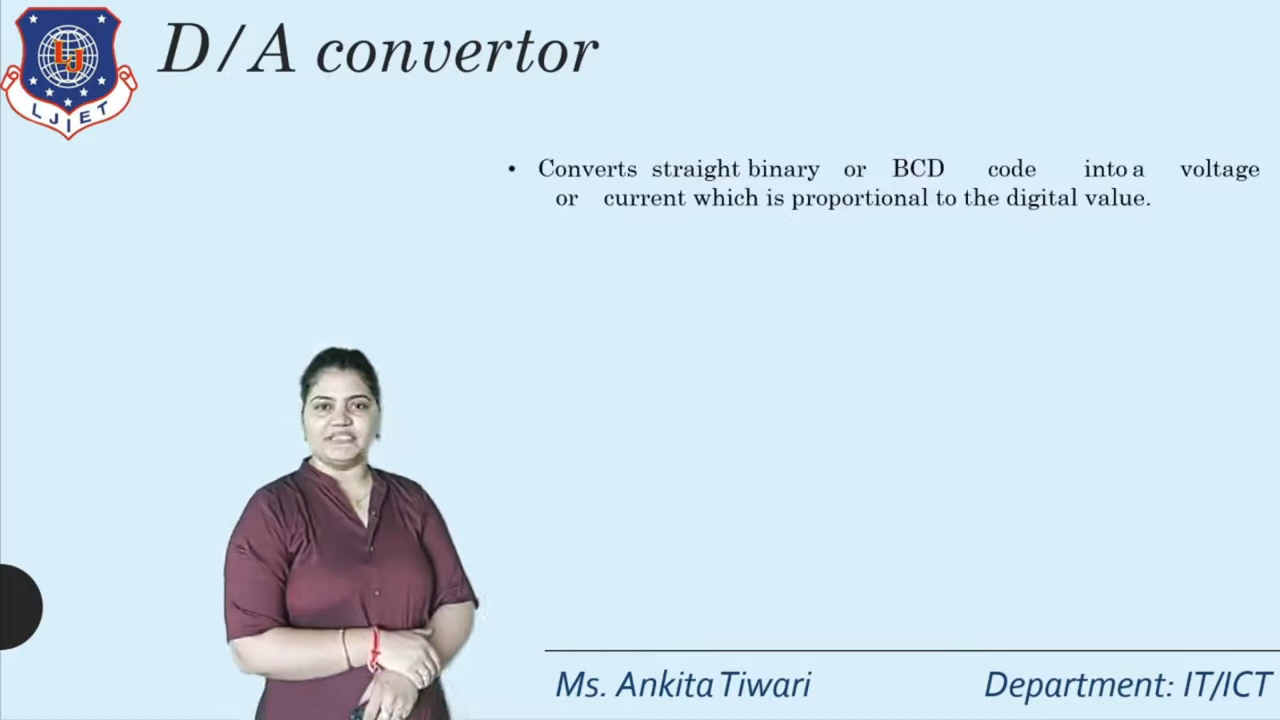 D/A convertor
LJ
LJIET
• Converts straight binary or BCD code into a voltage
or current which is proportional to the digital value.
Ms. Ankita Tiwari
Department: IT/ICT